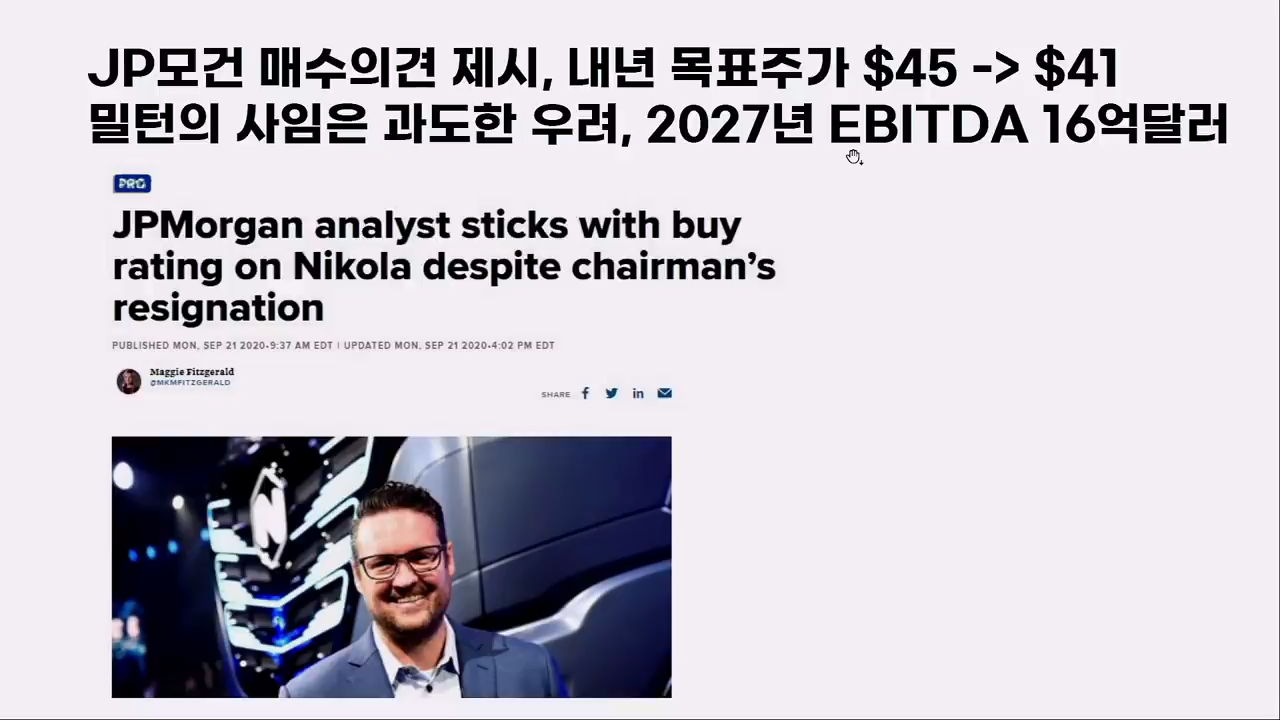 JP모건 매수의견 제시, 내년 목표주가 $45 -> $41
밀턴의 사임은 과도한 우려, 2027년 EBITDA 16억달러
PRO
JPMorgan analyst sticks with buy
rating on Nikola despite chairman’s
resignation
PUBLISHED MON, SEP 21 2020•9:37 AM EDT | UPDATED MON, SEP 21 2020•4:02 PM EDT
Maggie Fitzgerald
@MKMFITZGERALD
SHARE